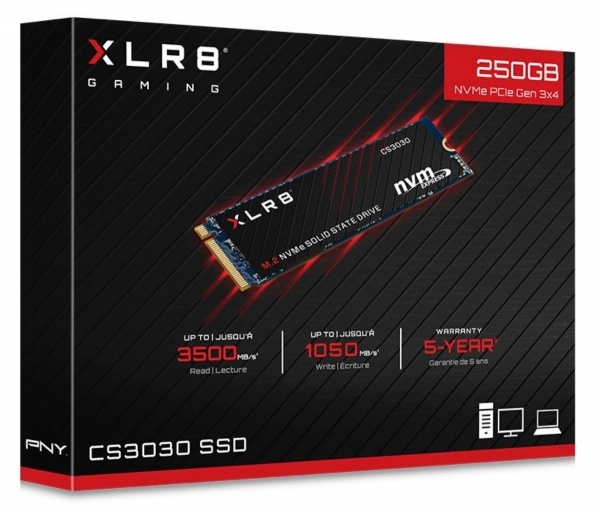 XLR8®
GAMING
250GB
NVMe PCIe Gen 3x4
CS3030
nvm
EXPRESS
XLR8
M.2 NVMe SOLID STATE DRIVE
UP TO | JUSQU'À
3500MB/s¹
Read | Lecture
UP TO | JUSQU'À
1050MB/s¹
Write | Écriture
WARRANTY
5-YEAR*
Garantie de 5 ans
PNY
CS3030 SSD